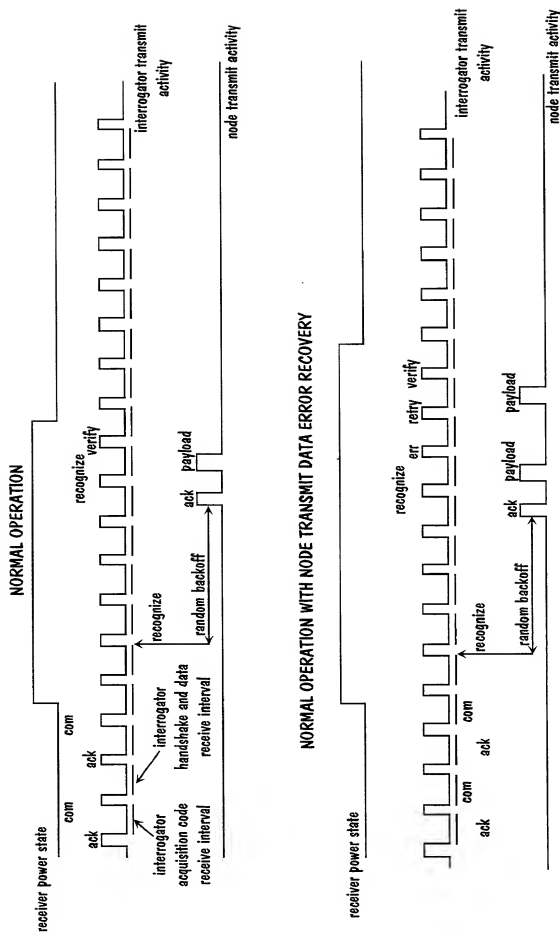 NORMAL OPERATION
receiver power state
com
com
ack
ack
recognize
verify
interrogator transmit
activity
interrogator
acquisition code
receive interval
interrogator
handshake and data
receive interval
recognize
random backoff
ack
payload
node transmit activity
NORMAL OPERATION WITH NODE TRANSMIT DATA ERROR RECOVERY
receiver power state
com
com
ack
ack
recognize
err
retry
verify
interrogator transmit
activity
recognize
random backoff
ack
payload
payload
node transmit activity